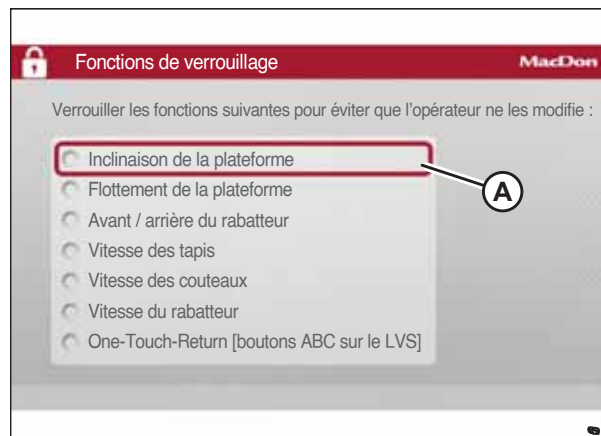 Fonctions de verrouillage
MacDon
Verrouiller les fonctions suivantes pour éviter que l'opérateur ne les modifie :
Inclinaison de la plateforme
A
Flottement de la plateforme
Avant / arrière du rabatteur
Vitesse des tapis
Vitesse des couteaux
Vitesse du rabatteur
One-Touch-Return [boutons ABC sur le LVS]